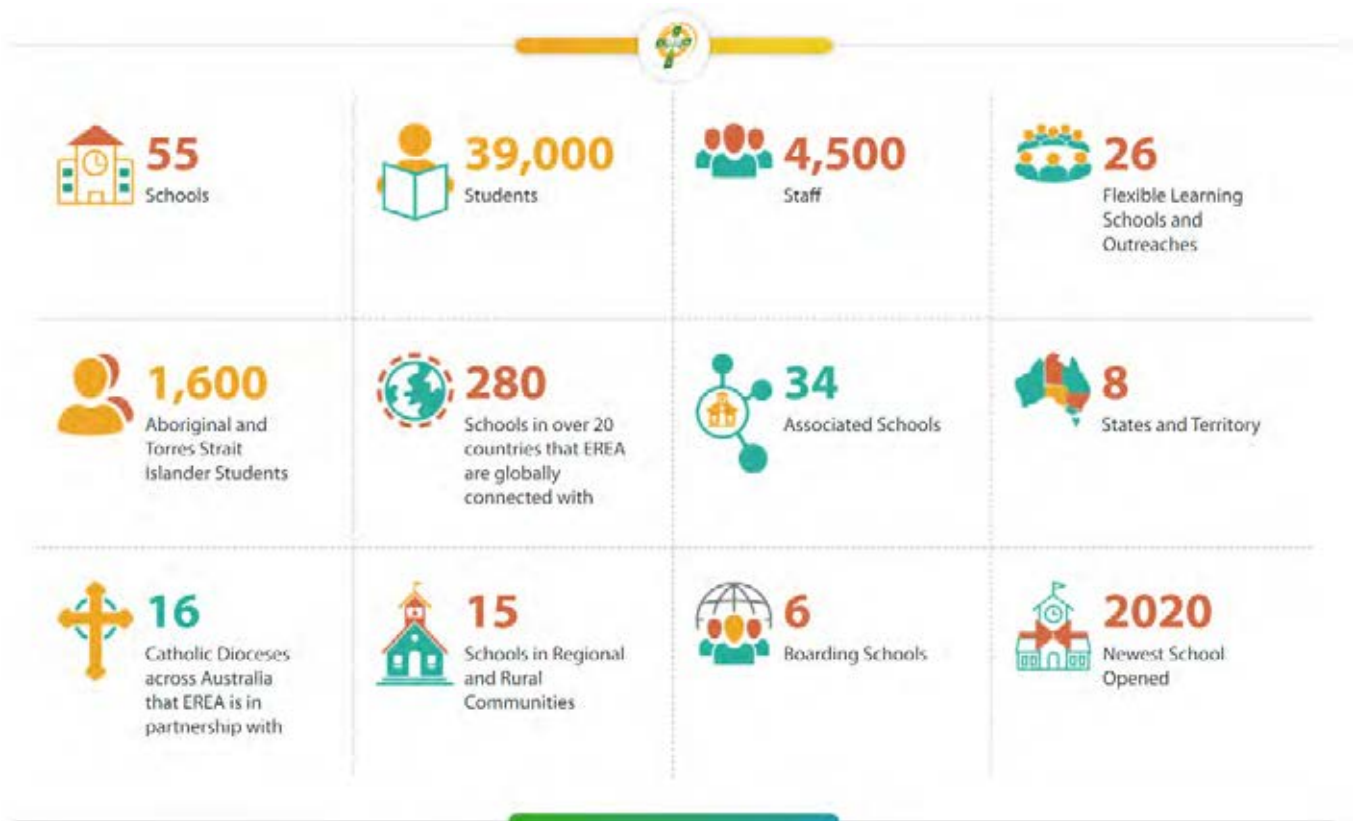 55
Schools
39,000
Students
4,500
Staff
26
Flexible Learning
Schools and
Outreaches
1,600
Aboriginal and
Torres Strait
Islander Students
280
Schools in over 20
countries that EREA
are globally
connected with
34
Associated Schools
8
States and Territory
16
Catholic Dioceses
across Australia
that EREA is in
partnership with
15
Schools in Regional
and Rural
Communities
6
Boarding Schools
2020
Newest School
Opened